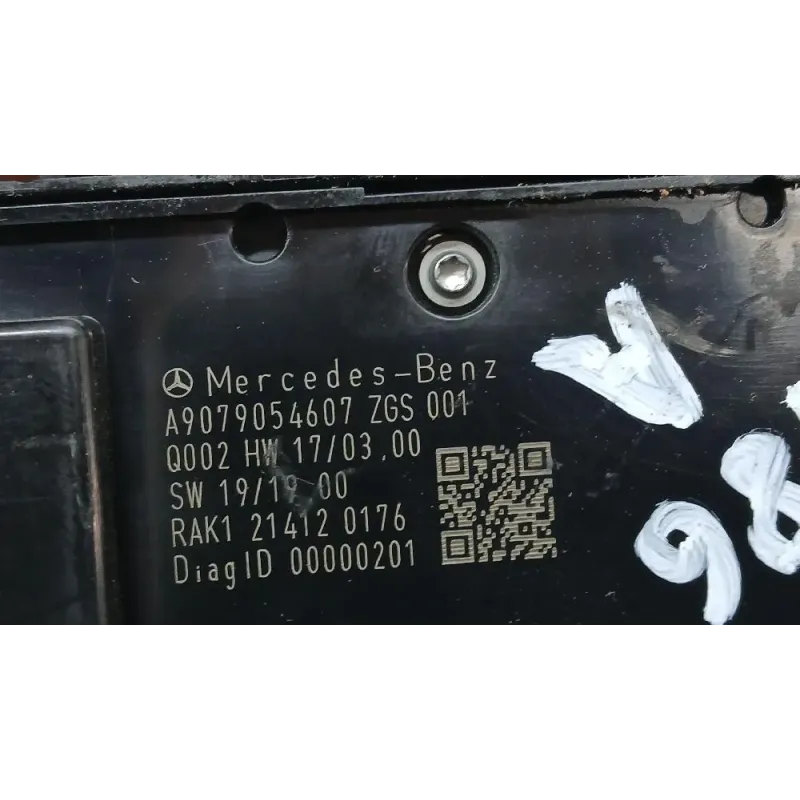 Mercedes-Benz
A9079054607 ZGS 001
Q002 HW 17/03,00
SW 19/19 00
RAK1 21412 0176
DiagID 00000201
A
98